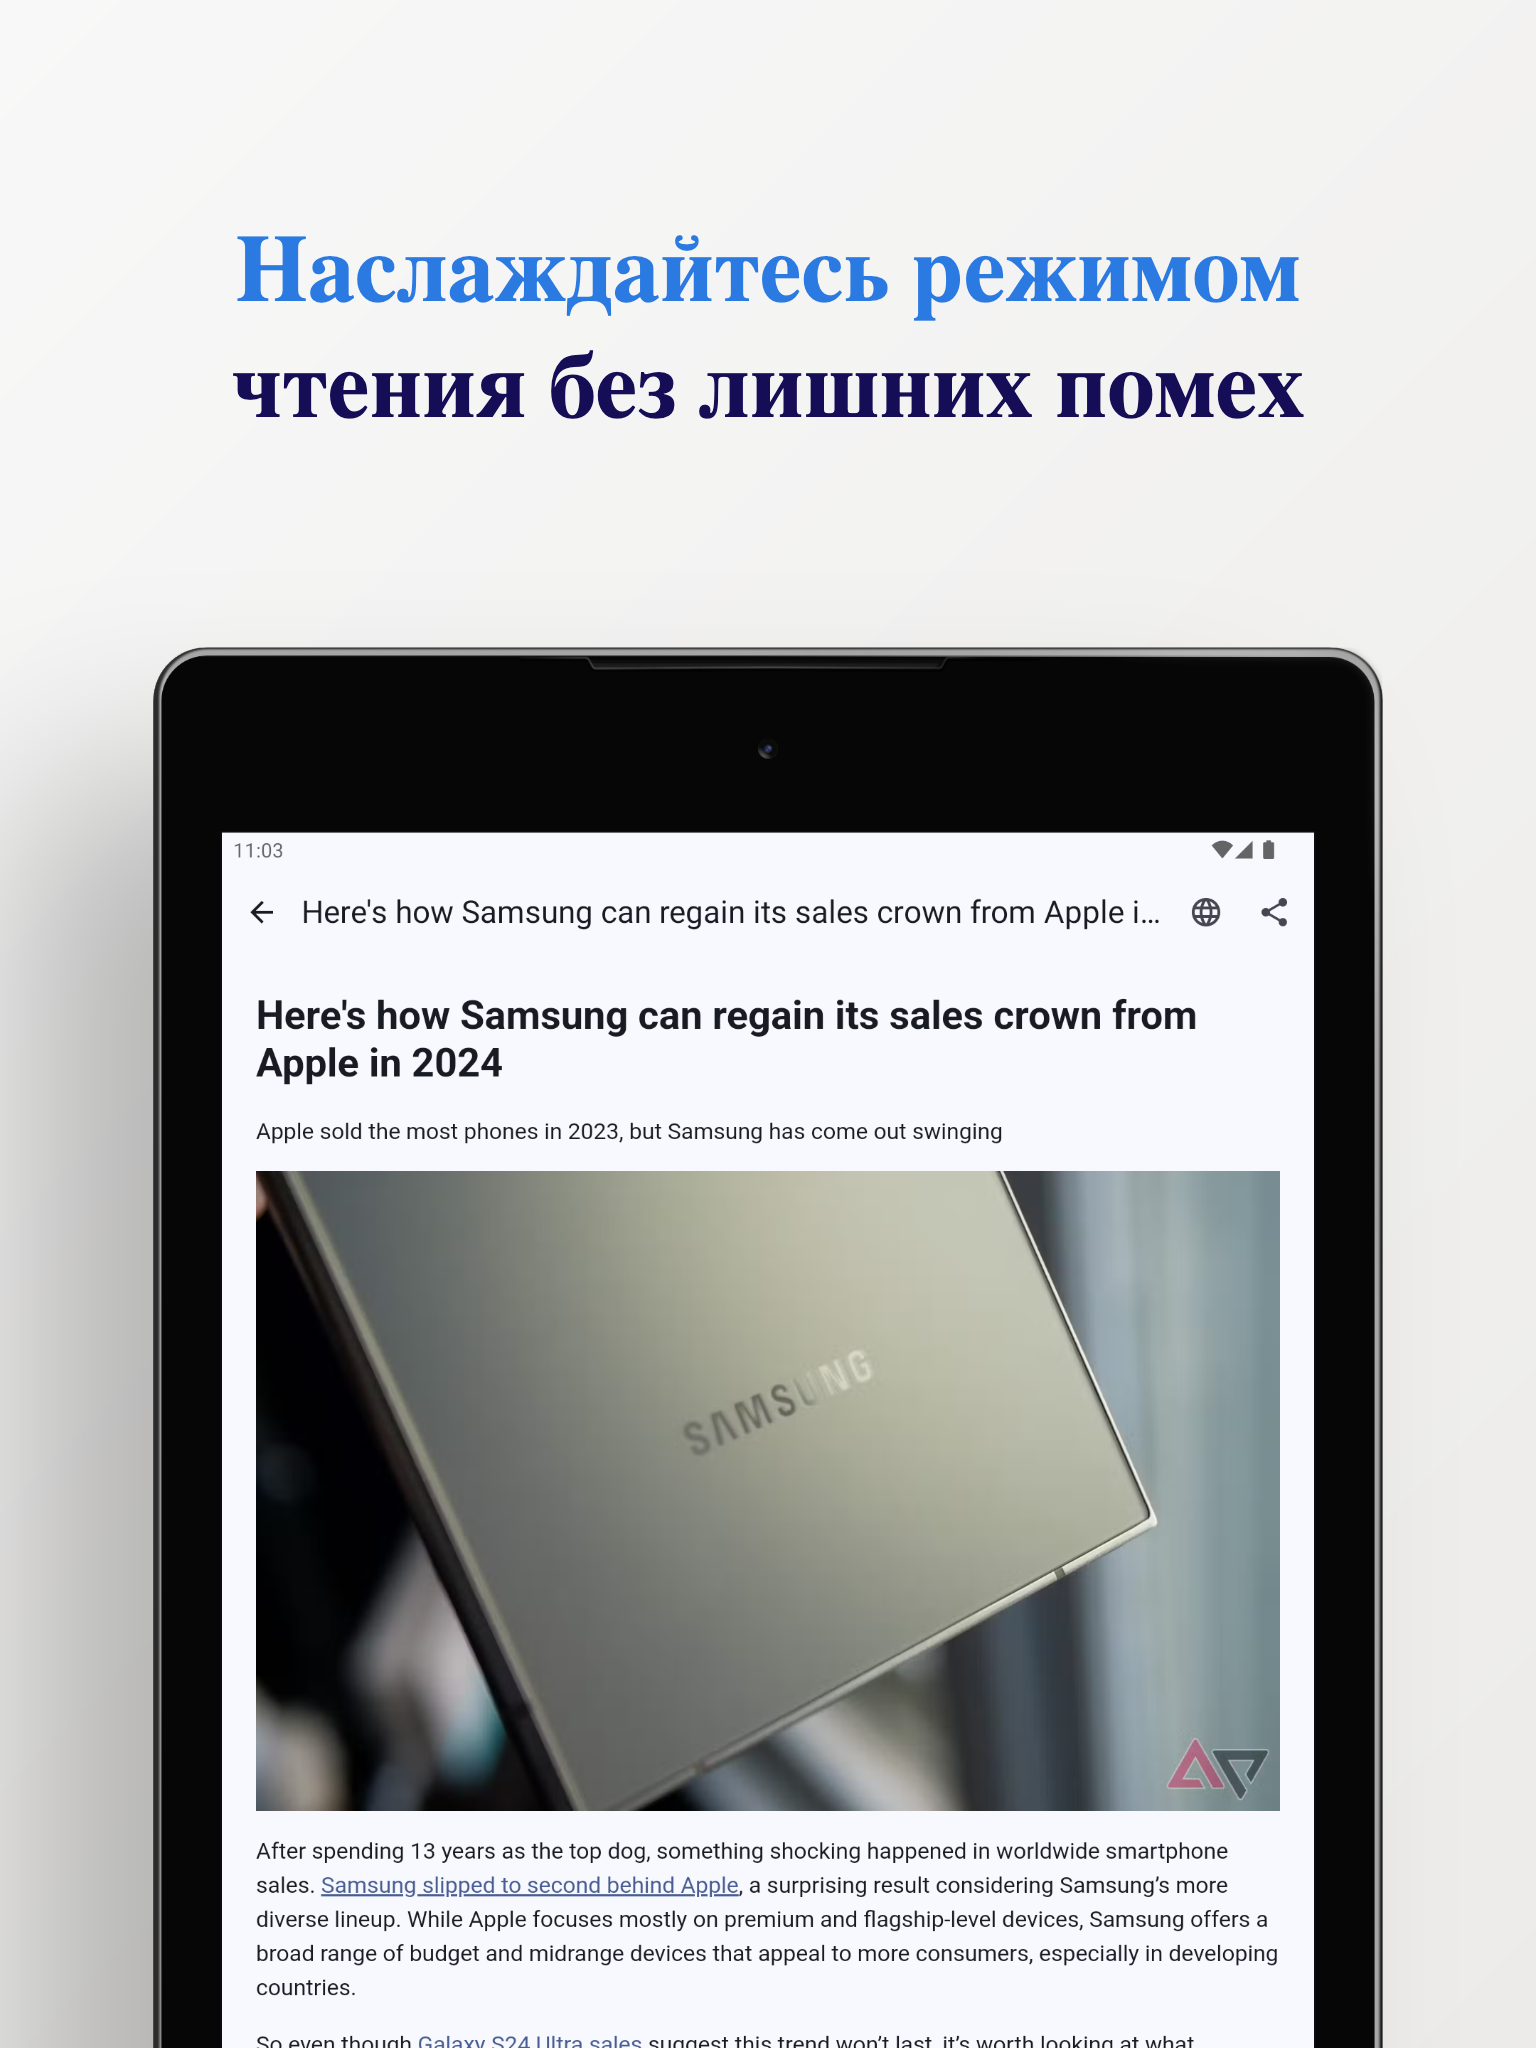 Наслаждайтесь режимом
чтения без лишних помех
11:03
Here's how Samsung can regain its sales crown from Apple i...
Here's how Samsung can regain its sales crown from
Apple in 2024
Apple sold the most phones in 2023, but Samsung has come out swinging
SAMSUNG
After spending 13 years as the top dog, something shocking happened in worldwide smartphone
sales. Samsung slipped to second behind Apple, a surprising result considering Samsung’s more
diverse lineup. While Apple focuses mostly on premium and flagship-level devices, Samsung offers a
broad range of budget and midrange devices that appeal to more consumers, especially in developing
countries.
So even though Galaxy S24 Ultra sales suggest this trend won’t last, it’s worth looking at what